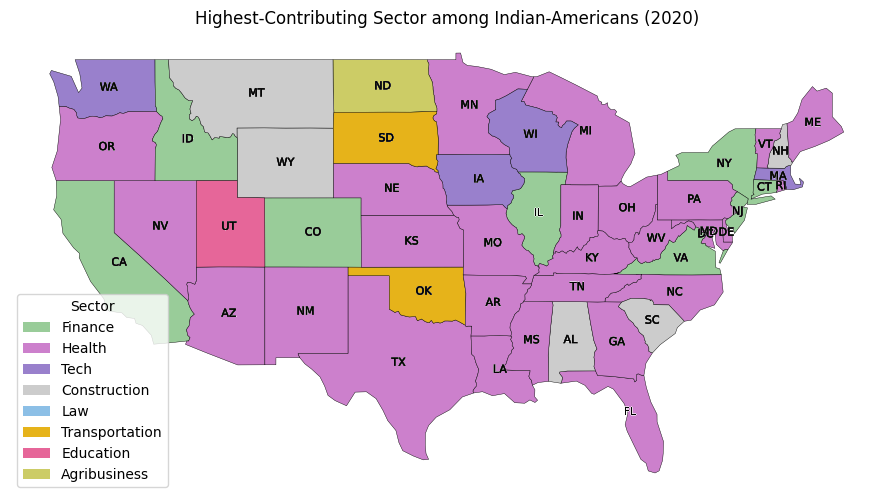 Highest-Contributing Sector among Indian-Americans (2020)
WA
MT
ND
MN
OR
ID
SD
WI
MI
VT
NH
ME
WY
IA
NY
MA
CT
RI
NE
PA
NJ
NV
UT
CO
IL
IN
OH
MD
DE
DC
KS
MO
WV
VA
CA
KY
AZ
NM
OK
AR
TN
NC
SC
TX
LA
MS
AL
GA
FL
Sector
Finance
Health
Tech
Construction
Law
Transportation
Education
Agribusiness